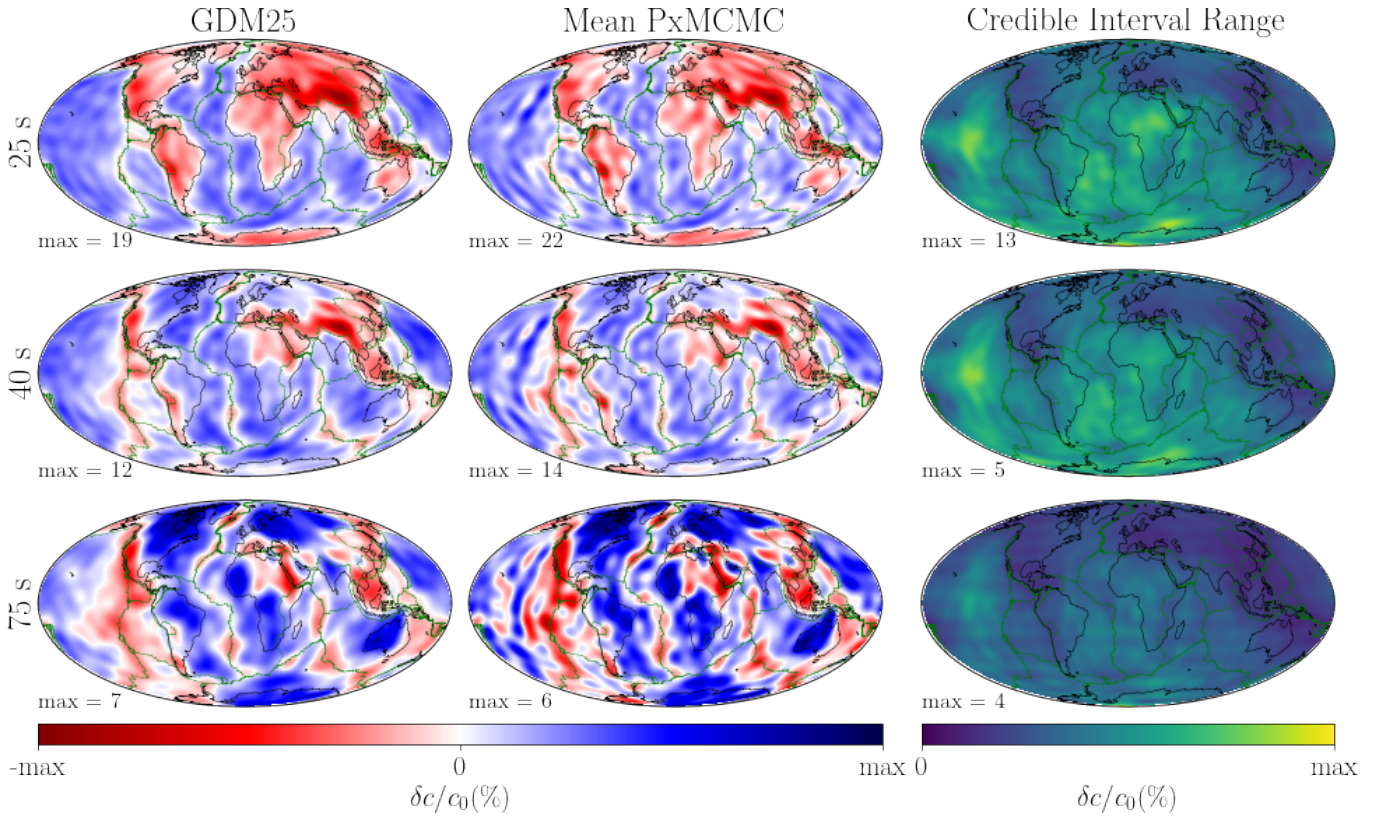 GDM25 Mean PxMCMC Credible Interval Range
25 s
max = 19 max = 22 max = 13
40 s
max = 12 max = 14 max = 5
75 s
max = 7 max = 6 max = 4
-max 0 max 0 max
δc/c₀(%) δc/c₀(%)